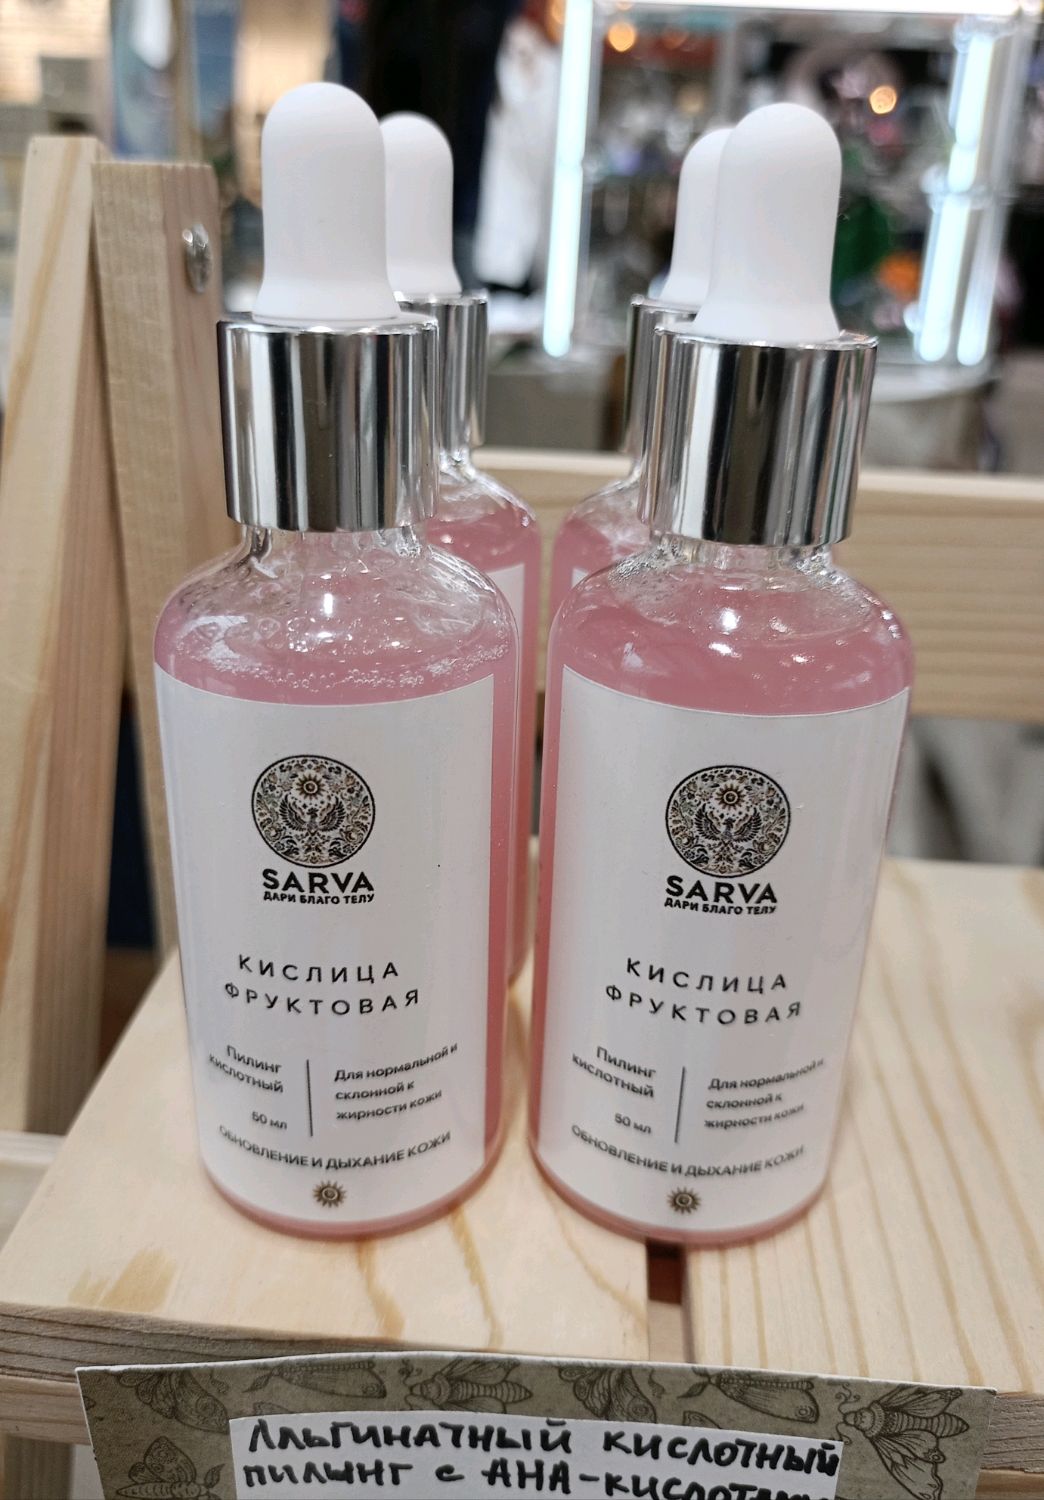 SARVA
ДАРИ БЛАГО ТЕЛУ
КИСЛИЦА
ФРУКТОВАЯ
Пилинг
кислотный
50 мл
Для нормальной и
склонной к
жирности кожи
ОБНОВЛЕНИЕ И ДЫХАНИЕ КОЖИ
SARVA
ДАРИ БЛАГО ТЕЛУ
КИСЛИЦА
ФРУКТОВАЯ
Пилинг
кислотный
50 мл
Для нормальной и
склонной к
жирности кожи
ОБНОВЛЕНИЕ И ДЫХАНИЕ КОЖИ
Альгинатный кислотный
пилинг с АНА-кислотами